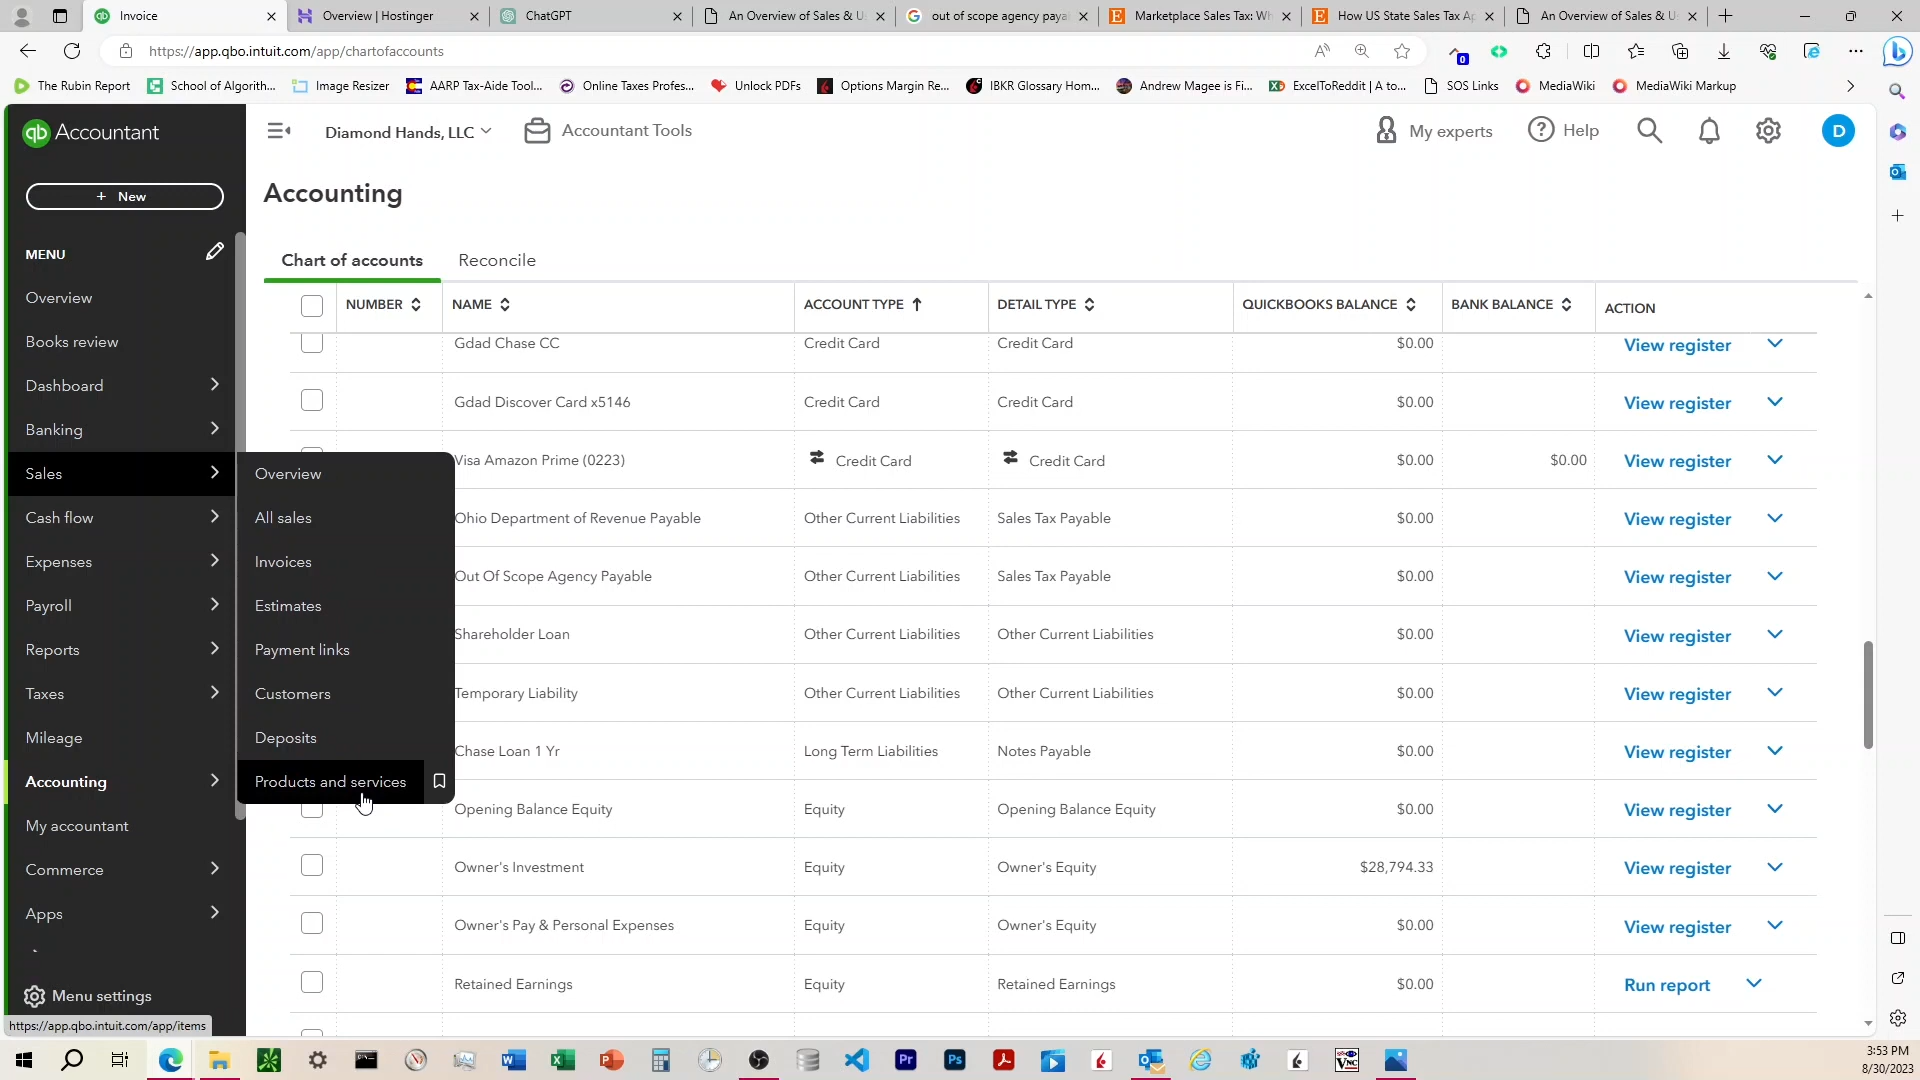 Invoice
Overview | Hostinger
ChatGPT
An Overview of Sales & U
out of scope agency paya
Marketplace Sales Tax: Wh
How US State Sales Tax Ap
An Overview of Sales & U
https://app.qbo.intuit.com/app/chartofaccounts
0
The Rubin Report
School of Algorith...
Image Resizer
AARP Tax-Aide Tool...
Online Taxes Profes...
Unlock PDFs
Options Margin Re...
IBKR Glossary Hom...
Andrew Magee is Fi...
ExcelToReddit | A to...
SOS Links
MediaWiki
MediaWiki Markup
qb Accountant
Diamond Hands, LLC
Accountant Tools
My experts
Help
D
+ New
Accounting
MENU
Chart of accounts
Reconcile
Overview
Books review
Dashboard
Banking
Sales
Cash flow
Expenses
Payroll
Reports
Taxes
Mileage
Accounting
My accountant
Commerce
Apps
Menu settings
https://app.qbo.intuit.com/app/items
Overview
All sales
Invoices
Estimates
Payment links
Customers
Deposits
Products and services
NUMBER NAME ACCOUNT TYPE DETAIL TYPE QUICKBOOKS BALANCE BANK BALANCE ACTION
Gdad Chase CC Credit Card Credit Card $0.00 View register
Gdad Discover Card x5146 Credit Card Credit Card $0.00 View register
Visa Amazon Prime (0223) Credit Card Credit Card $0.00 $0.00 View register
Ohio Department of Revenue Payable Other Current Liabilities Sales Tax Payable $0.00 View register
Out Of Scope Agency Payable Other Current Liabilities Sales Tax Payable $0.00 View register
Shareholder Loan Other Current Liabilities Other Current Liabilities $0.00 View register
Temporary Liability Other Current Liabilities Other Current Liabilities $0.00 View register
Chase Loan 1 Yr Long Term Liabilities Notes Payable $0.00 View register
Opening Balance Equity Equity Opening Balance Equity $0.00 View register
Owner's Investment Equity Owner's Equity $28,794.33 View register
Owner's Pay & Personal Expenses Equity Owner's Equity $0.00 View register
Retained Earnings Equity Retained Earnings $0.00 Run report
3:53 PM
8/30/2023